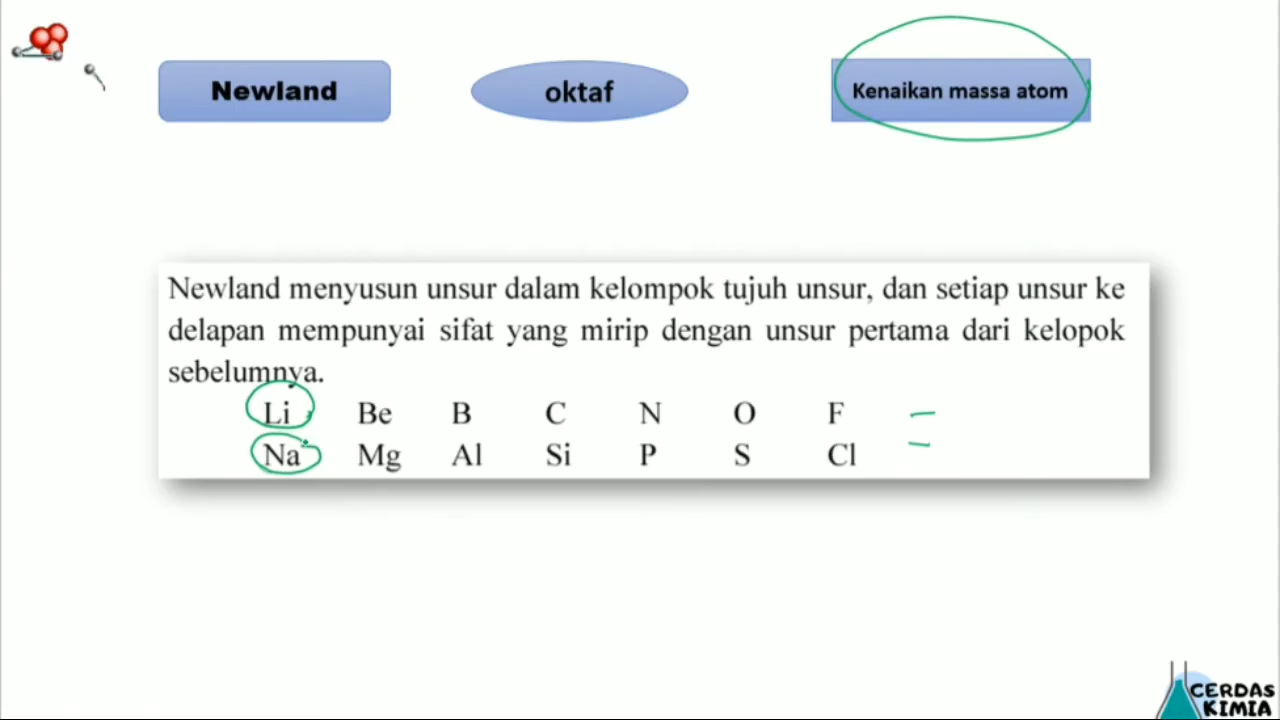 Newland
oktaf
Kenaikan massa atom
Newland menyusun unsur dalam kelompok tujuh unsur, dan setiap unsur ke
delapan mempunyai sifat yang mirip dengan unsur pertama dari kelopok
sebelumnya.
Li Be B C N O F
Na Mg Al Si P S Cl
CERDAS
KIMIA